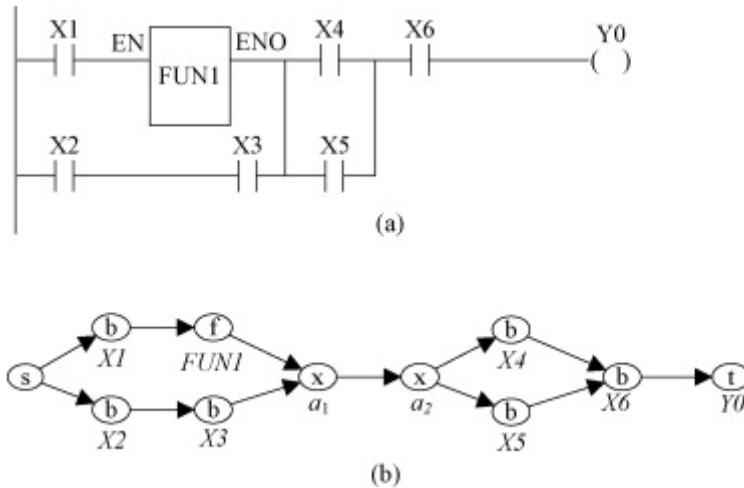 X1 EN ENO X4 X6 Y0
FUN1 ( )
X2 X3 X5
(a)
b f b
X1 FUN1 X4
s x x b t
a1 a2 X6 Y0
b b b
X2 X3 X5
(b)